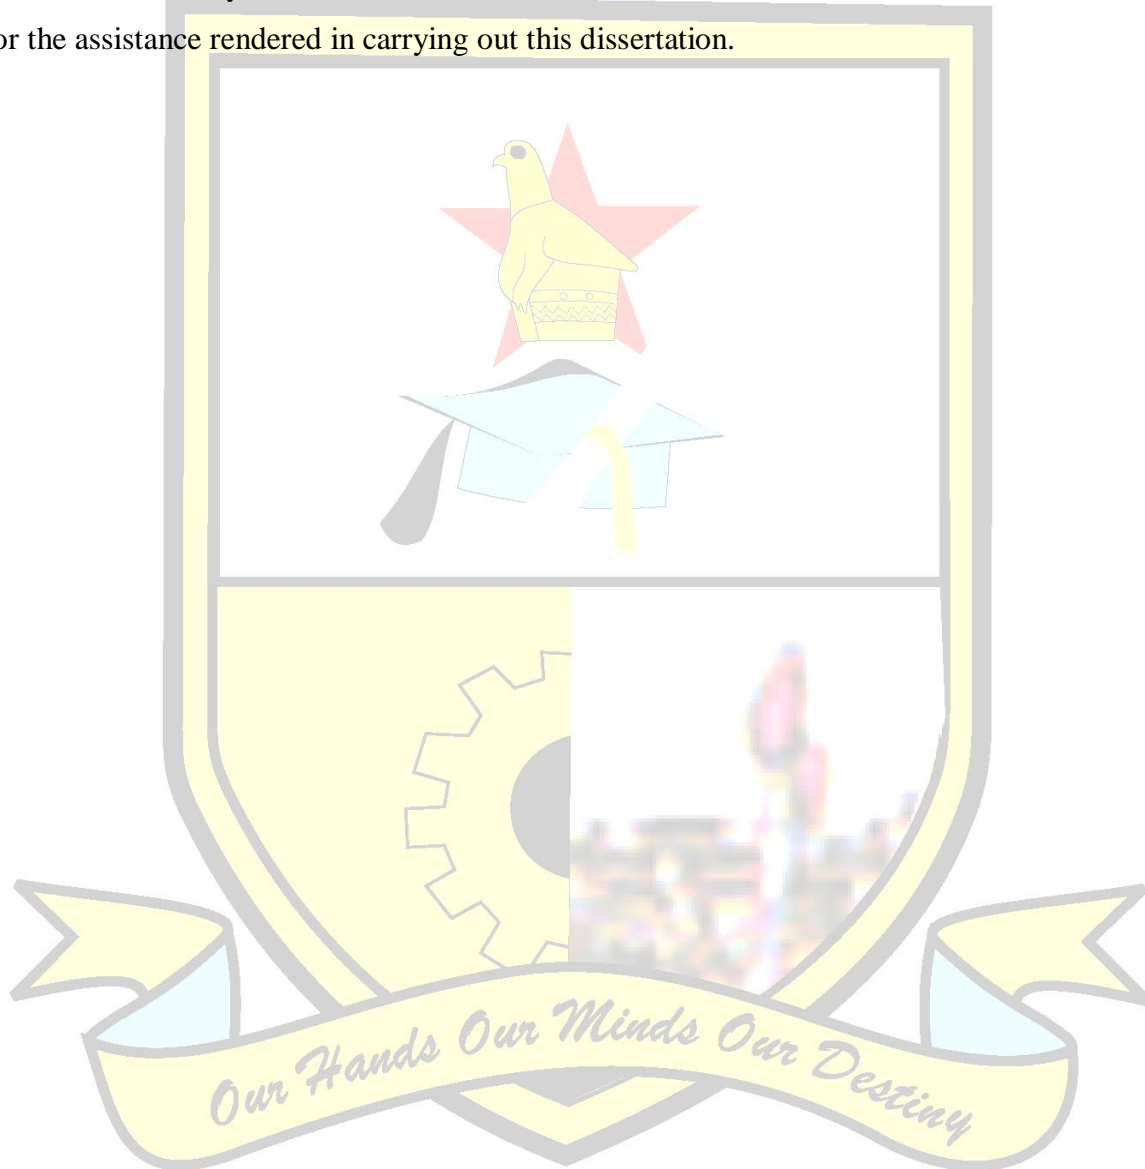 or the assistance rendered in carrying out this dissertation.
Our Hands Our Minds Our Destiny